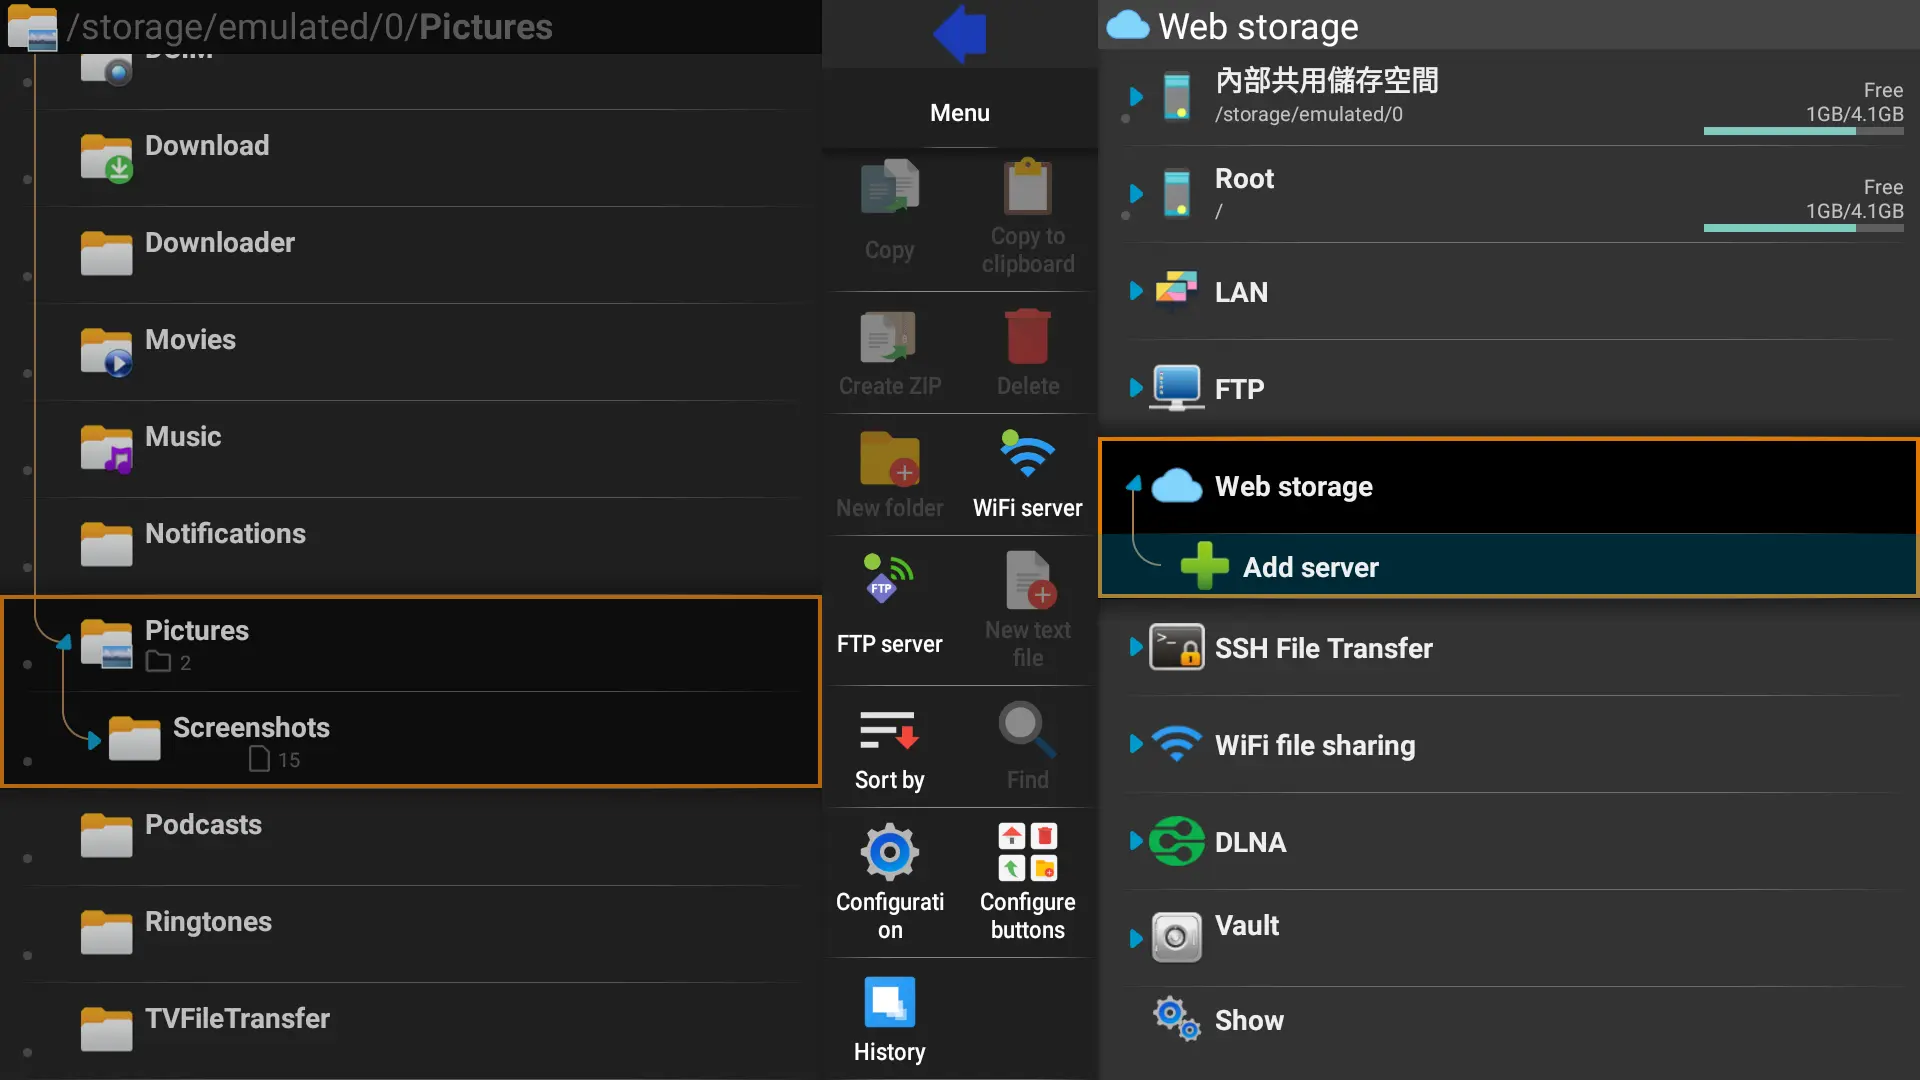 /storage/emulated/0/Pictures
DCIM
Download
Downloader
Movies
Music
Notifications
Pictures
2
Screenshots
15
Podcasts
Ringtones
TVFileTransfer
Menu
Copy
Copy to
clipboard
Create ZIP
Delete
New folder
WiFi server
FTP
FTP server
New text
file
Sort by
Find
Configurati
on
Configure
buttons
History
Web storage
內部共用儲存空間
/storage/emulated/0
Free
1GB/4.1GB
Root
/
Free
1GB/4.1GB
LAN
FTP
Web storage
Add server
SSH File Transfer
WiFi file sharing
DLNA
Vault
Show